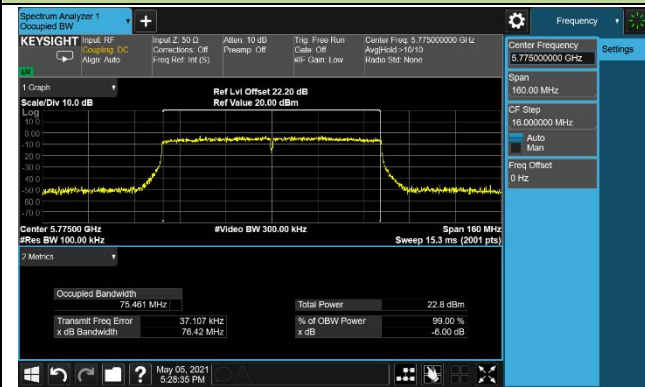 Spectrum Analyzer 1
Occupied BW
Frequency
KEYSIGHT
Input: RF
Coupling: DC
Align: Auto
Input Z: 50 Ω
Corrections: Off
Freq Ref: Int (S)
Atten: 10 dB
Preamp: Off
Trig: Free Run
Gate: Off
#IF Gain: Low
Center Freq: 5.775000000 GHz
Avg|Hold:>10/10
Radio Std: None
Center Frequency
5.775000000 GHz
Settings
Span
160.00 MHz
CF Step
16.000000 MHz
Auto
Man
Freq Offset
0 Hz
1 Graph
Scale/Div 10.0 dB
Ref Lvl Offset 22.20 dB
Ref Value 20.00 dBm
Log
10.0
0.00
-10.0
-20.0
-30.0
-40.0
-50.0
-60.0
-70.0
Center 5.77500 GHz
#Res BW 100.00 kHz
#Video BW 300.00 kHz
Span 160 MHz
Sweep 15.3 ms (2001 pts)
2 Metrics
Occupied Bandwidth
75.461 MHz
Total Power 22.8 dBm
Transmit Freq Error 37.107 kHz
% of OBW Power 99.00 %
x dB Bandwidth 76.42 MHz
x dB -6.00 dB
May 05, 2021
5:28:35 PM